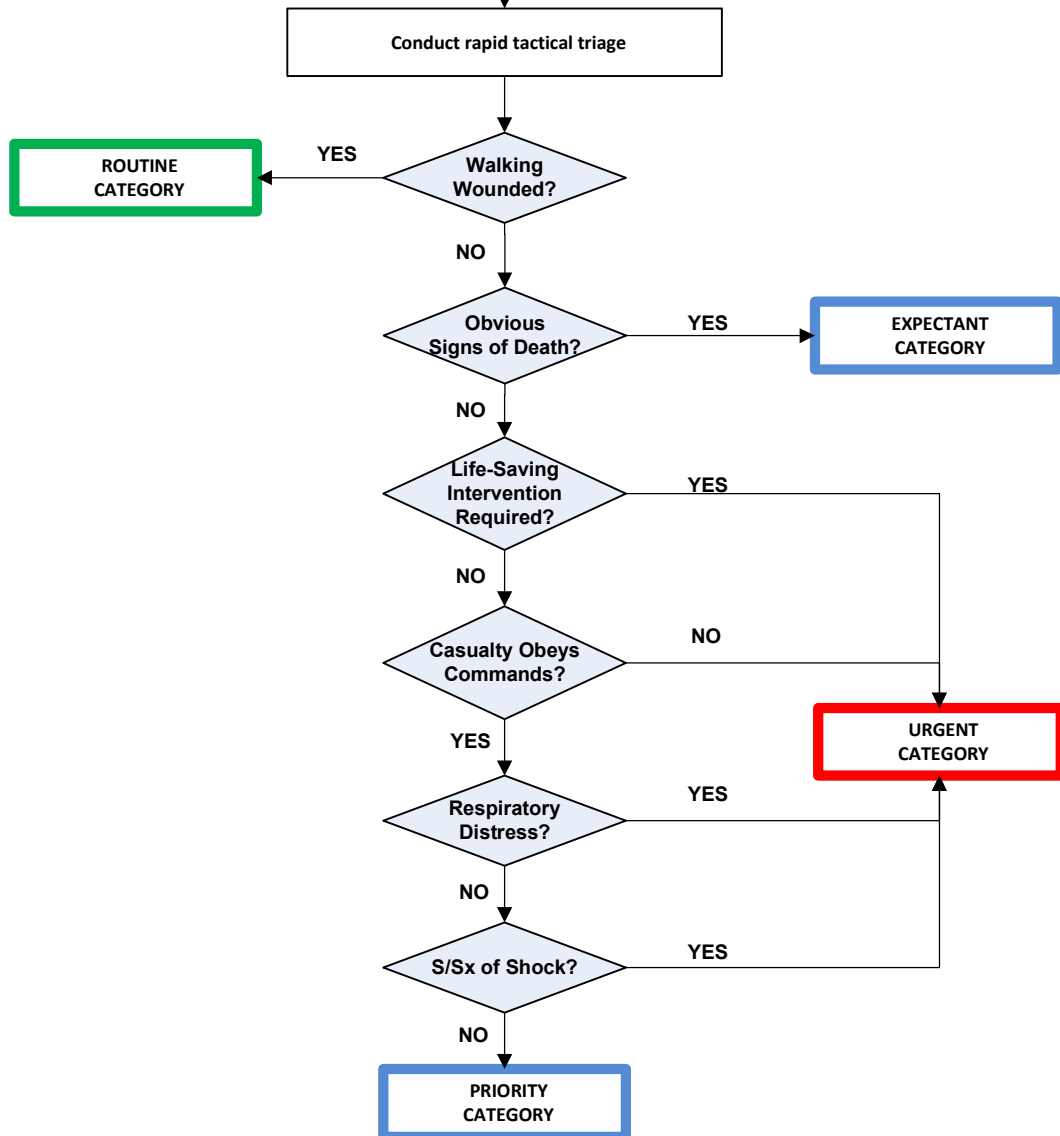 Conduct rapid tactical triage
YES
Walking
Wounded?
ROUTINE
CATEGORY
NO
Obvious
Signs of Death?
YES
EXPECTANT
CATEGORY
NO
Life-Saving
Intervention
Required?
YES
NO
Casualty Obeys
Commands?
NO
URGENT
CATEGORY
YES
Respiratory
Distress?
YES
NO
S/Sx of Shock?
YES
NO
PRIORITY
CATEGORY